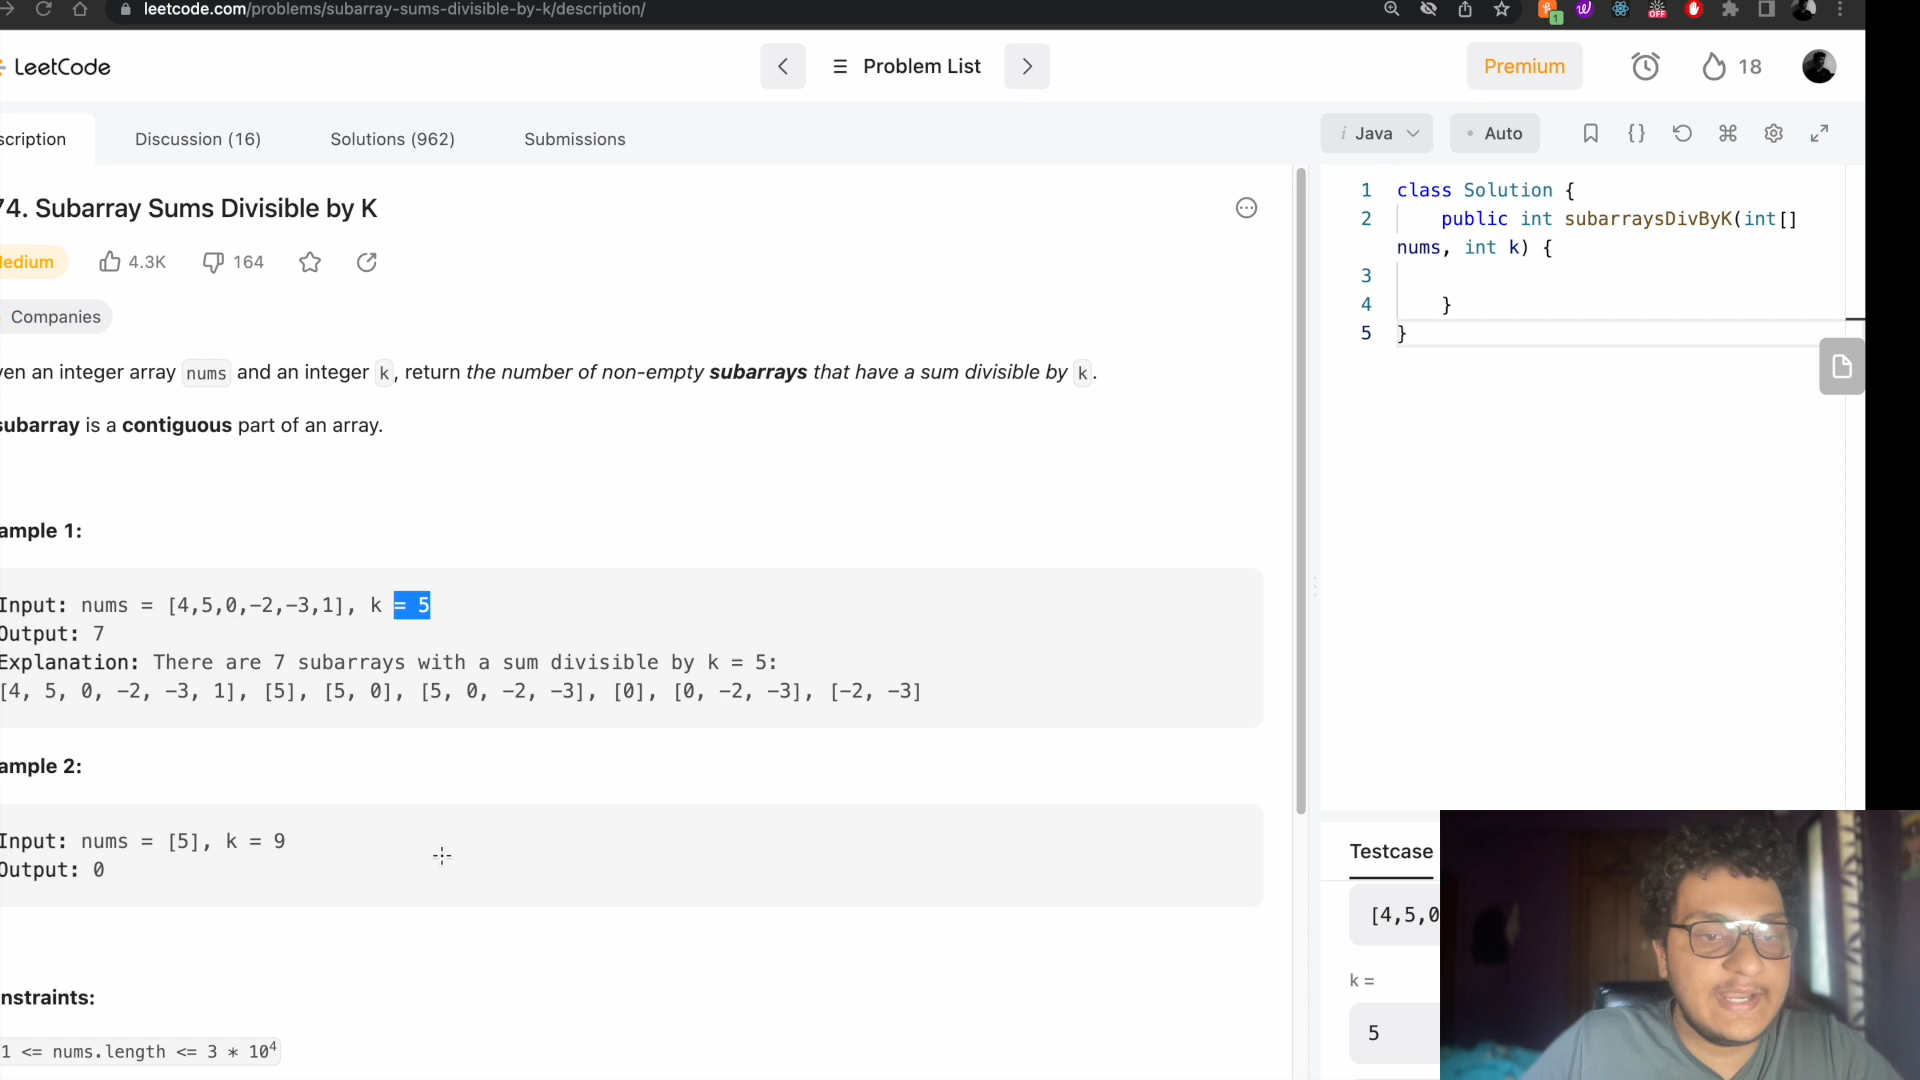 leetcode.com/problems/subarray-sums-divisible-by-k/description/
1
OFF
LeetCode
Problem List
Premium
18
scription
Discussion (16)
Solutions (962)
Submissions
i Java
• Auto
74. Subarray Sums Divisible by K
edium
4.3K
164
Companies
ven an integer array nums and an integer k, return the number of non-empty subarrays that have a sum divisible by k.
subarray is a contiguous part of an array.
ample 1:
Input: nums = [4,5,0,-2,-3,1], k = 5
Output: 7
Explanation: There are 7 subarrays with a sum divisible by k = 5:
[4, 5, 0, -2, -3, 1], [5], [5, 0], [5, 0, -2, -3], [0], [0, -2, -3], [-2, -3]
ample 2:
Input: nums = [5], k = 9
Output: 0
nstraints:
1 <= nums.length <= 3 * 10⁴
1 class Solution {
2 public int subarraysDivByK(int[]
nums, int k) {
3
4 }
5 }
Testcase
[4,5,0
k =
5